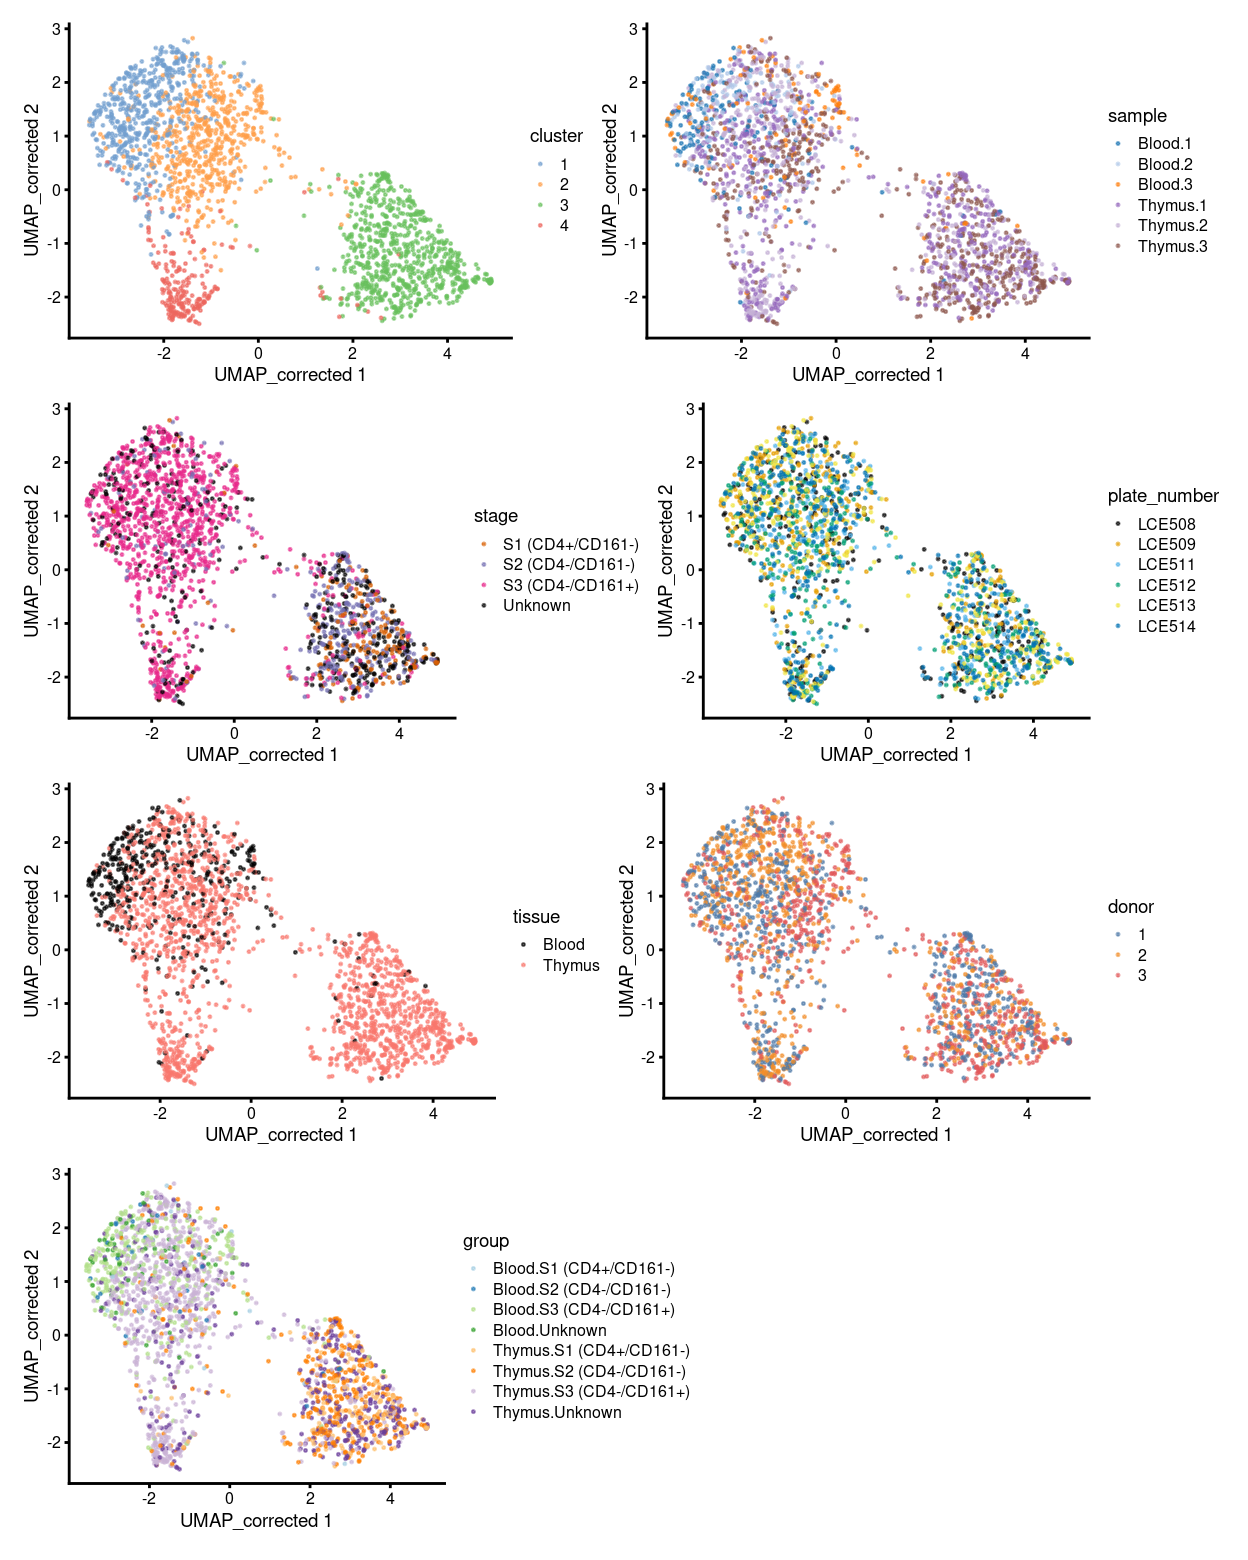 3
2
1
0
-1
-2
UMAP_corrected 2
-2 0 2 4
UMAP_corrected 1
cluster
1
2
3
4
3
2
1
0
-1
-2
UMAP_corrected 2
-2 0 2 4
UMAP_corrected 1
sample
Blood.1
Blood.2
Blood.3
Thymus.1
Thymus.2
Thymus.3
3
2
1
0
-1
-2
UMAP_corrected 2
-2 0 2 4
UMAP_corrected 1
stage
S1 (CD4+/CD161-)
S2 (CD4-/CD161-)
S3 (CD4-/CD161+)
Unknown
3
2
1
0
-1
-2
UMAP_corrected 2
-2 0 2 4
UMAP_corrected 1
plate_number
LCE508
LCE509
LCE511
LCE512
LCE513
LCE514
3
2
1
0
-1
-2
UMAP_corrected 2
-2 0 2 4
UMAP_corrected 1
tissue
Blood
Thymus
3
2
1
0
-1
-2
UMAP_corrected 2
-2 0 2 4
UMAP_corrected 1
donor
1
2
3
3
2
1
0
-1
-2
UMAP_corrected 2
-2 0 2 4
UMAP_corrected 1
group
Blood.S1 (CD4+/CD161-)
Blood.S2 (CD4-/CD161-)
Blood.S3 (CD4-/CD161+)
Blood.Unknown
Thymus.S1 (CD4+/CD161-)
Thymus.S2 (CD4-/CD161-)
Thymus.S3 (CD4-/CD161+)
Thymus.Unknown